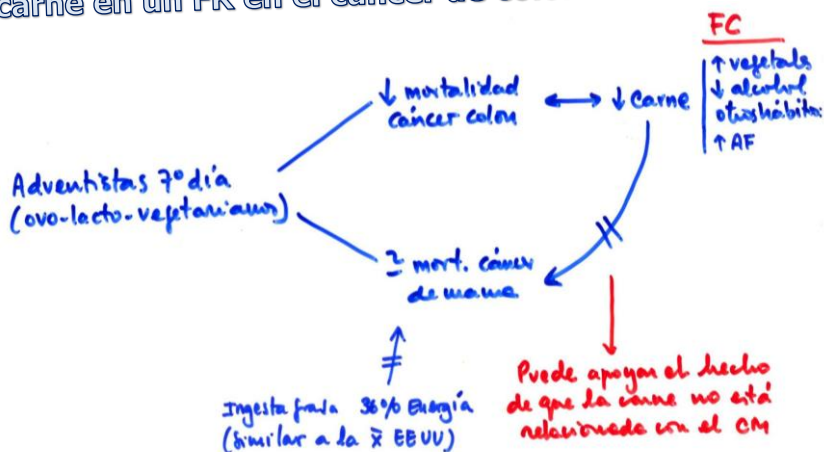 carne en un FR en el cáncer de
FC
↑ vegetals
↓ alcohol
otros hábitos
↑ AF
↓ mortalidad
cáncer colon
↔ ↓ Carne
Adventistas 7º día
(ovo-lacto-vegetarianos)
≃ mort. cáncer
de mama
Ingesta grasa 36% Energía
(similar a la x̄ EEUU)
Puede apoyar el hecho
de que la carne no está
relacionada con el CM